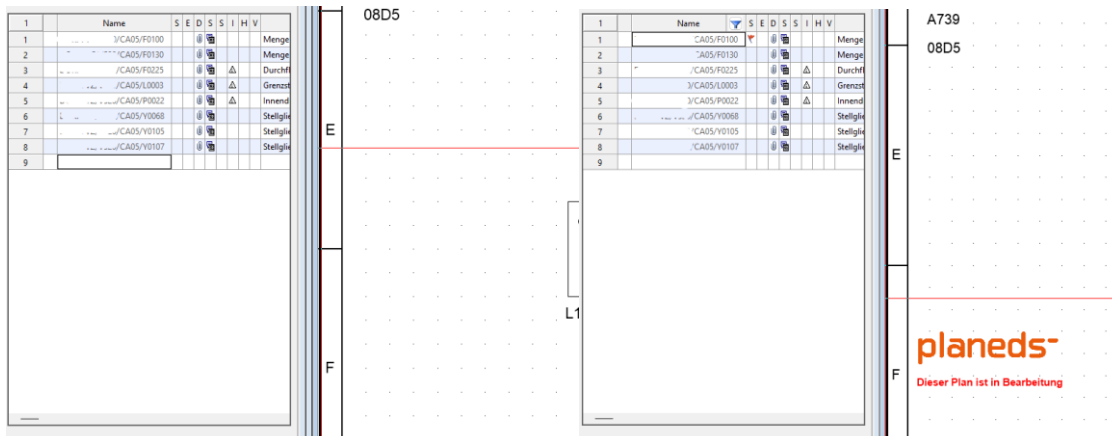 1 Name S E D S S I H V
1 /CA05/F0100 Menge
2 /CA05/F0130 Menge
3 /CA05/F0225 Durchfl
4 /CA05/L0003 Grenzst
5 /CA05/P0022 Innend
6 /CA05/Y0068 Stellglie
7 /CA05/Y0105 Stellglie
8 /CA05/Y0107 Stellglie
9
08D5
E
F
L1
1 Name S E D S S I H V
1 CA05/F0100 Menge
2 CA05/F0130 Menge
3 /CA05/F0225 Durchfl
4 /CA05/L0003 Grenzst
5 /CA05/P0022 Innend
6 /CA05/Y0068 Stellglie
7 CA05/Y0105 Stellglie
8 CA05/Y0107 Stellglie
9
A739
08D5
E
planeds
F
Dieser Plan ist in Bearbeitung